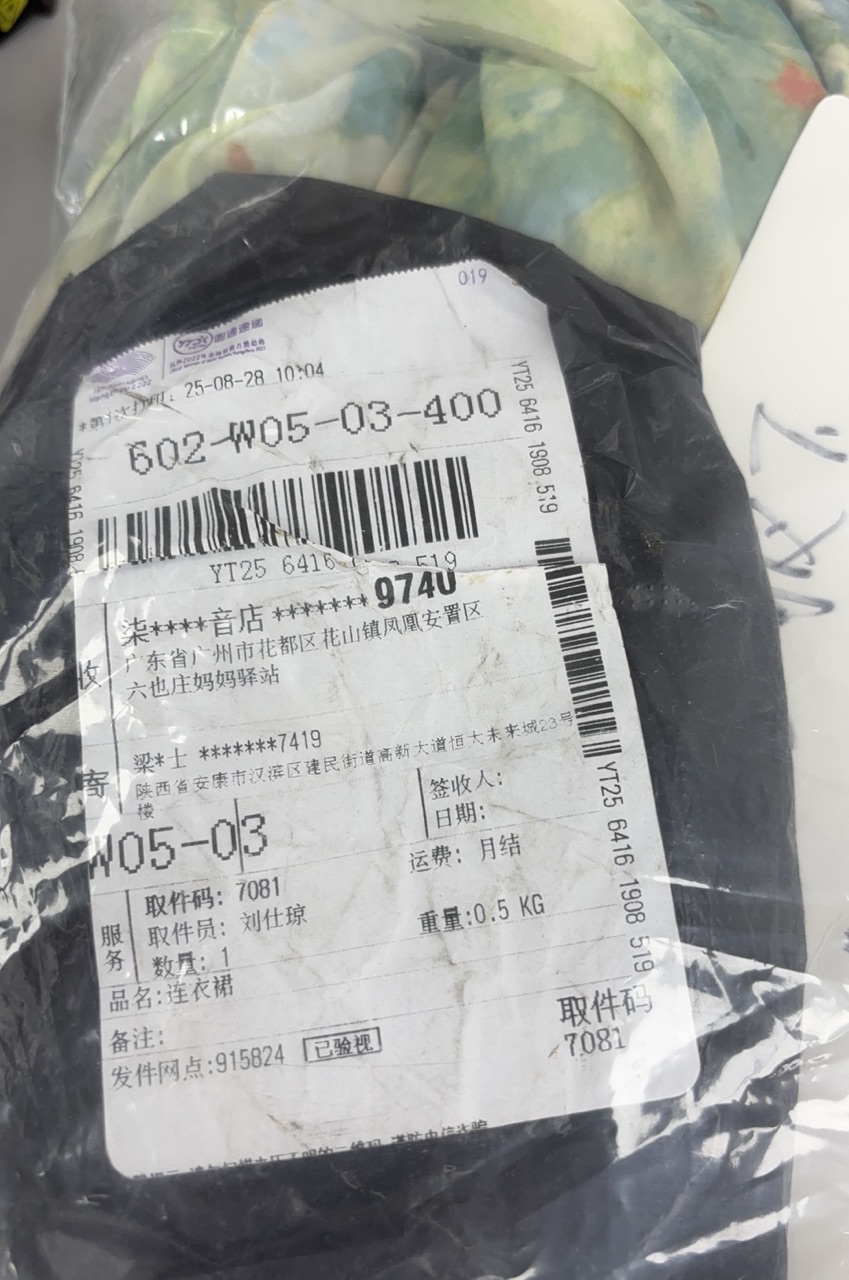 019
圆通速递
Hangzhou 2022
*第1次打印: 25-08-28 10:04
602-W05-03-400
YT25 6416 1908 519
YT25 6416 1908
YT25 6416 519
收
柒****音店 *******9740
广东省广州市花都区花山镇凤凰安置区
六也庄妈妈驿站
寄
梁*士 *******7419
陕西省安康市汉滨区建民街道高新大道恒大未来城23号
楼
W05-03
签收人:
日期:
运费: 月结
服务
取件码: 7081
取件员: 刘仕琼
数量: 1
重量:0.5 KG
品名:连衣裙
备注:
发件网点:915824 已验视
取件码
7081
YT25 6416 1908 519